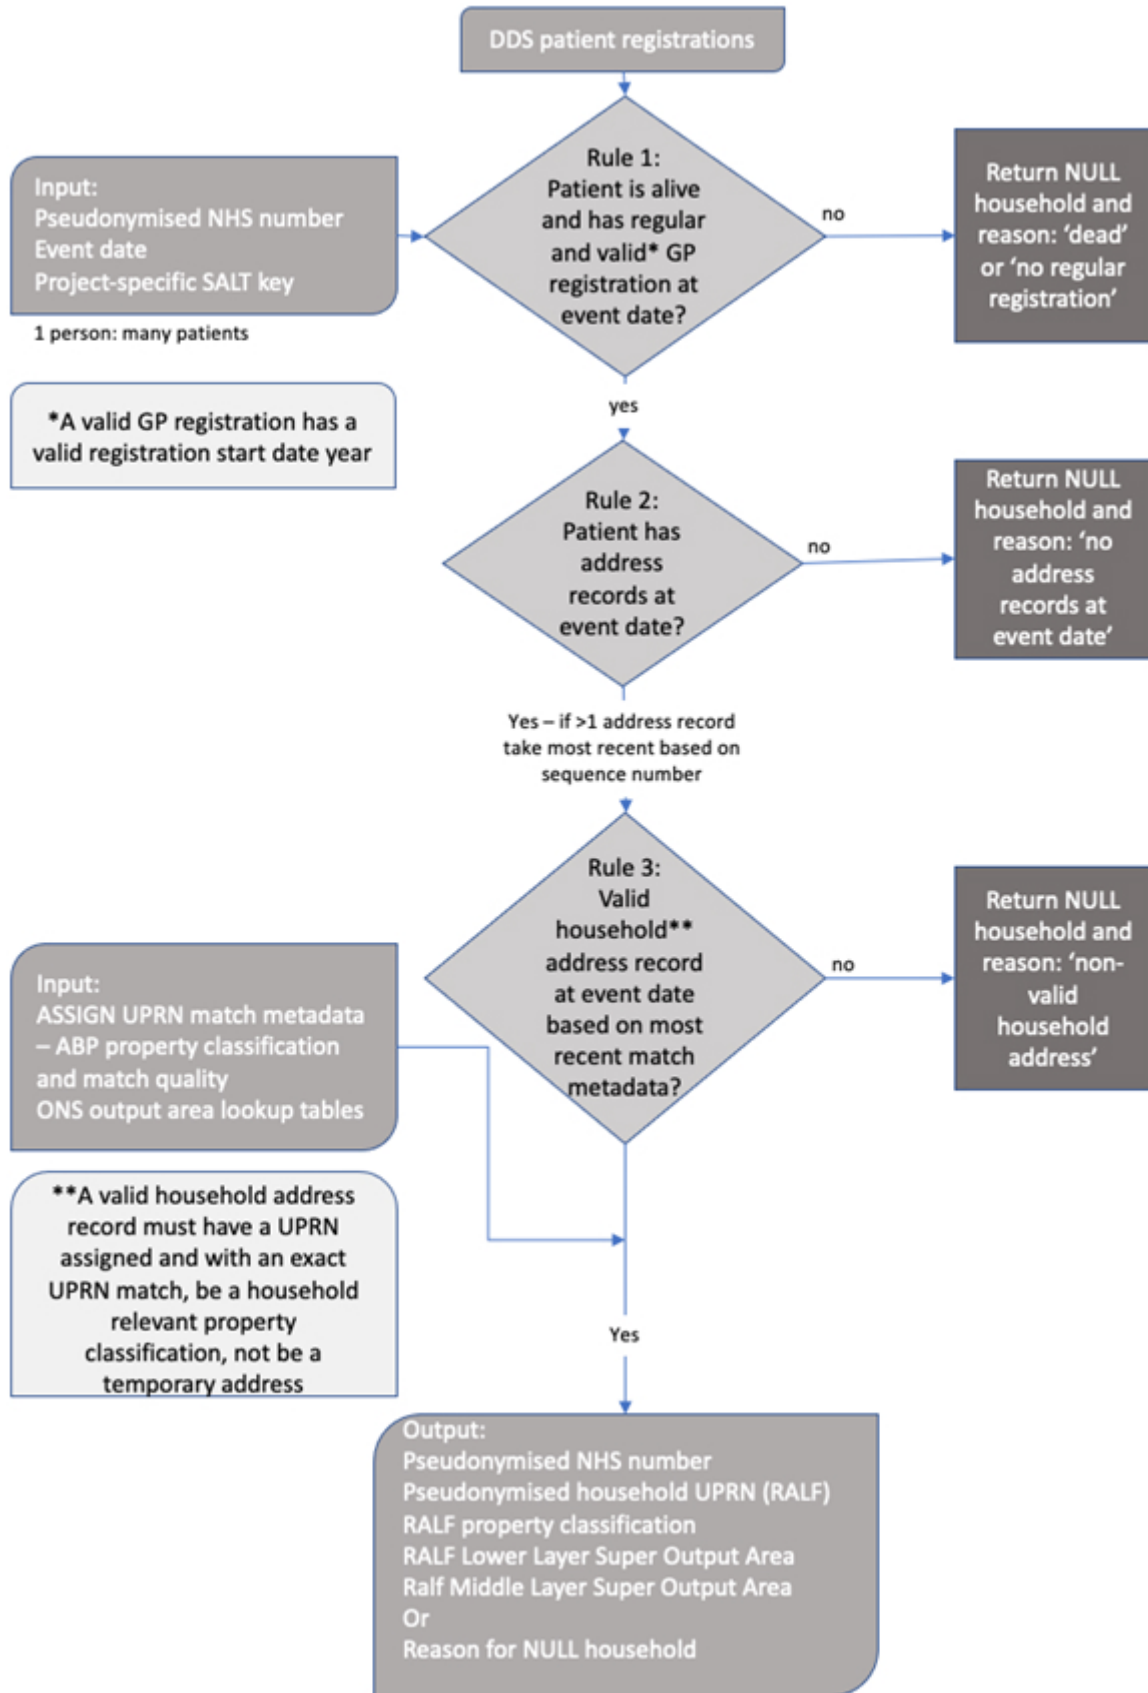 DDS patient registrations
Input:
Pseudonymised NHS number
Event date
Project-specific SALT key
1 person: many patients
Rule 1:
Patient is alive
and has regular
and valid* GP
registration at
event date?
no
Return NULL
household and
reason: ‘dead’
or ‘no regular
registration’
*A valid GP registration has a
valid registration start date year
yes
Rule 2:
Patient has
address
records at
event date?
no
Return NULL
household and
reason: ‘no
address
records at
event date’
Yes – if >1 address record
take most recent based on
sequence number
Rule 3:
Valid
household**
address record
at event date
based on most
recent match
metadata?
no
Return NULL
household and
reason: ‘non-
valid
household
address’
Input:
ASSIGN UPRN match metadata
– ABP property classification
and match quality
ONS output area lookup tables
**A valid household address
record must have a UPRN
assigned and with an exact
UPRN match, be a household
relevant property
classification, not be a
temporary address
Yes
Output:
Pseudonymised NHS number
Pseudonymised household UPRN (RALF)
RALF property classification
RALF Lower Layer Super Output Area
Ralf Middle Layer Super Output Area
Or
Reason for NULL household